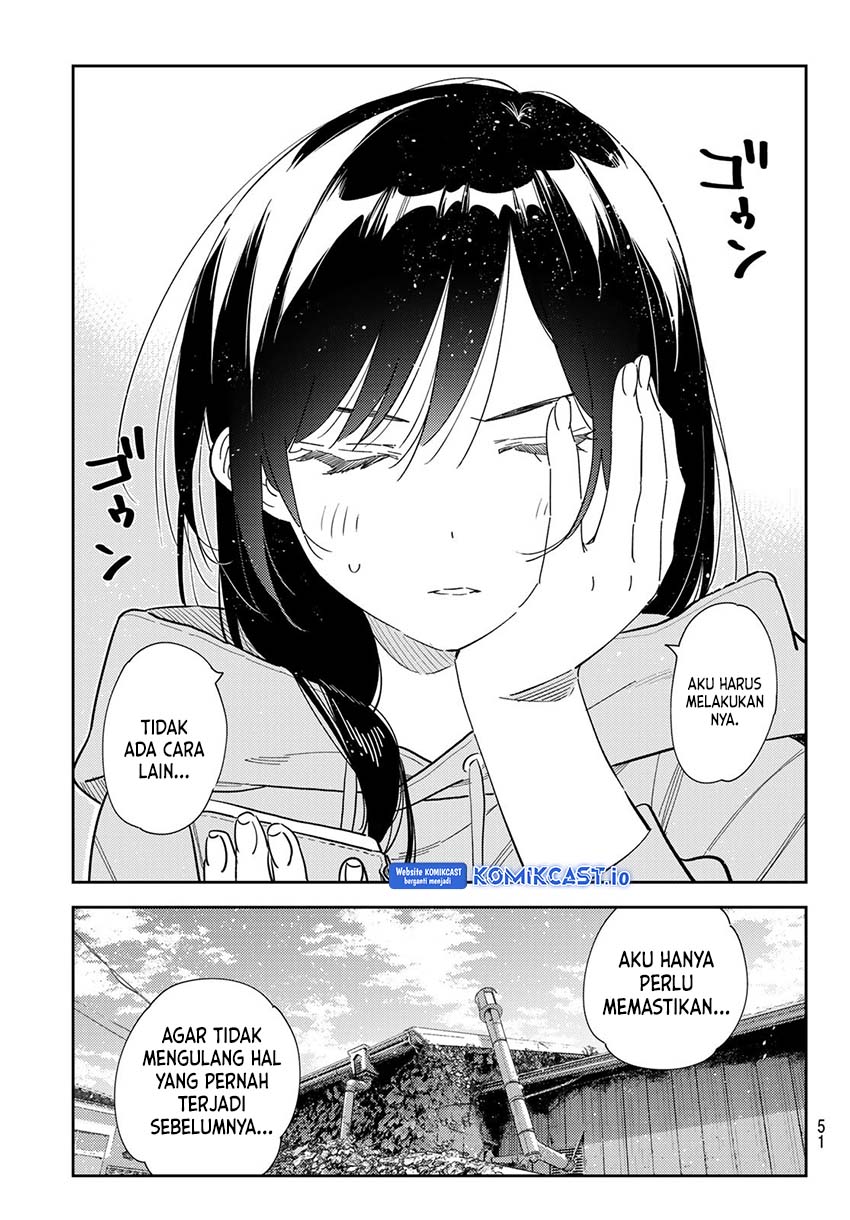 ゴゥン
AKU HARUS
MELAKUKAN
NYA.
ゴゥン
TIDAK
ADA CARA
LAIN...
Website KOMIKCAST
berganti menjadi
KOMIKCAST.io
AKU HANYA
PERLU
MEMASTIKAN...
AGAR TIDAK
MENGULANG HAL
YANG PERNAH
TERJADI
SEBELUMNYA...
51